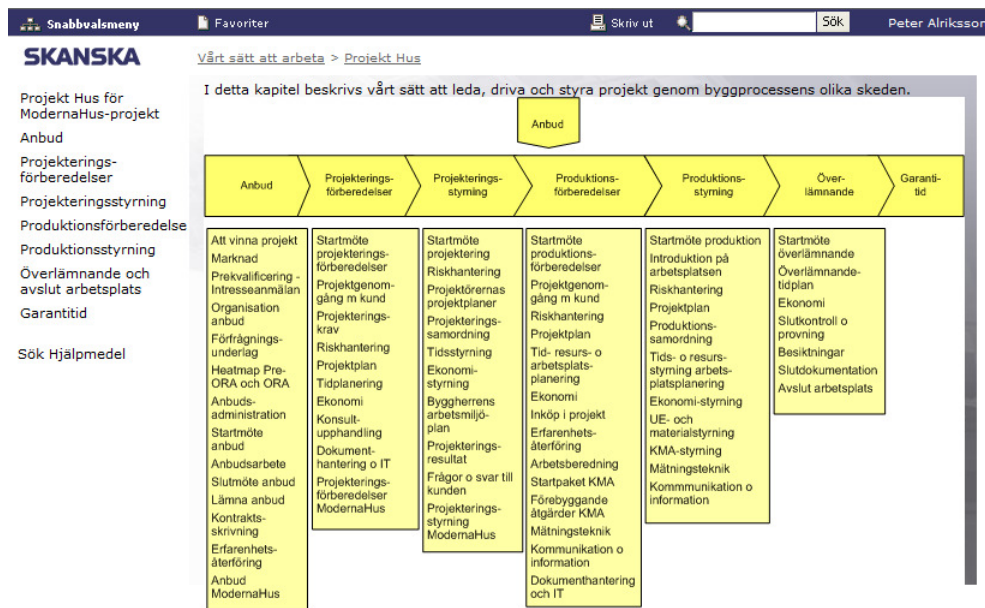 Snabbvalsmeny
Favoriter
Skriv ut
Sök
Peter Alriksson
SKANSKA
Vårt sätt att arbeta > Projekt Hus
Projekt Hus för
ModernaHus-projekt
Anbud
Projekterings-
förberedelser
Projekteringsstyrning
Produktionsförberedelse
Produktionsstyrning
Överlämnande och
avslut arbetsplats
Garantitid
Sök Hjälpmedel
I detta kapitel beskrivs vårt sätt att leda, driva och styra projekt genom byggprocessens olika skeden.
Anbud
Anbud
Projekterings-
förberedelser
Projekterings-
styrning
Produktions-
förberedelser
Produktions-
styrning
Över-
lämnande
Garanti-
tid
Att vinna projekt
Marknad
Prekvalificering -
Intresseanmälan
Organisation
anbud
Förfrågnings-
underlag
Heatmap Pre-
ORA och ORA
Anbuds-
administration
Startmöte
anbud
Anbudsarbete
Slutmöte anbud
Lämna anbud
Kontrakts-
skrivning
Erfarenhets-
återföring
Anbud
ModernaHus
Startmöte
projekterings-
förberedelser
Projektgenom-
gång m kund
Projekterings-
krav
Riskhantering
Projektplan
Tidplanering
Ekonomi
Konsult-
upphandling
Dokument-
hantering o IT
Projekterings-
förberedelser
ModernaHus
Startmöte
projektering
Riskhantering
Projektörernas
projektplaner
Projekterings-
samordning
Tidsstyrning
Ekonomi-
styrning
Byggherrens
arbetsmiljö-
plan
Projekterings-
resultat
Frågor o svar till
kunden
Projekterings-
styrning
ModernaHus
Startmöte
produktions-
förberedelser
Projektgenom-
gång m kund
Riskhantering
Projektplan
Tid- resurs- o
arbetsplats-
planering
Ekonomi
Inköp i projekt
Erfarenhets-
återföring
Arbetsberedning
Startpaket KMA
Förebyggande
åtgärder KMA
Mätningsteknik
Kommunikation o
information
Dokumenthantering
och IT
Startmöte produktion
Introduktion på
arbetsplatsen
Riskhantering
Projektplan
Produktions-
samordning
Tids- o resurs-
styrning arbets-
platsplanering
Ekonomi-styrning
UE- och
materialstyrning
KMA-styrning
Mätningsteknik
Kommmunikation o
information
Startmöte
överlämnande
Överlämnande-
tidplan
Ekonomi
Slutkontroll o
provning
Besiktningar
Slutdokumentation
Avslut arbetsplats